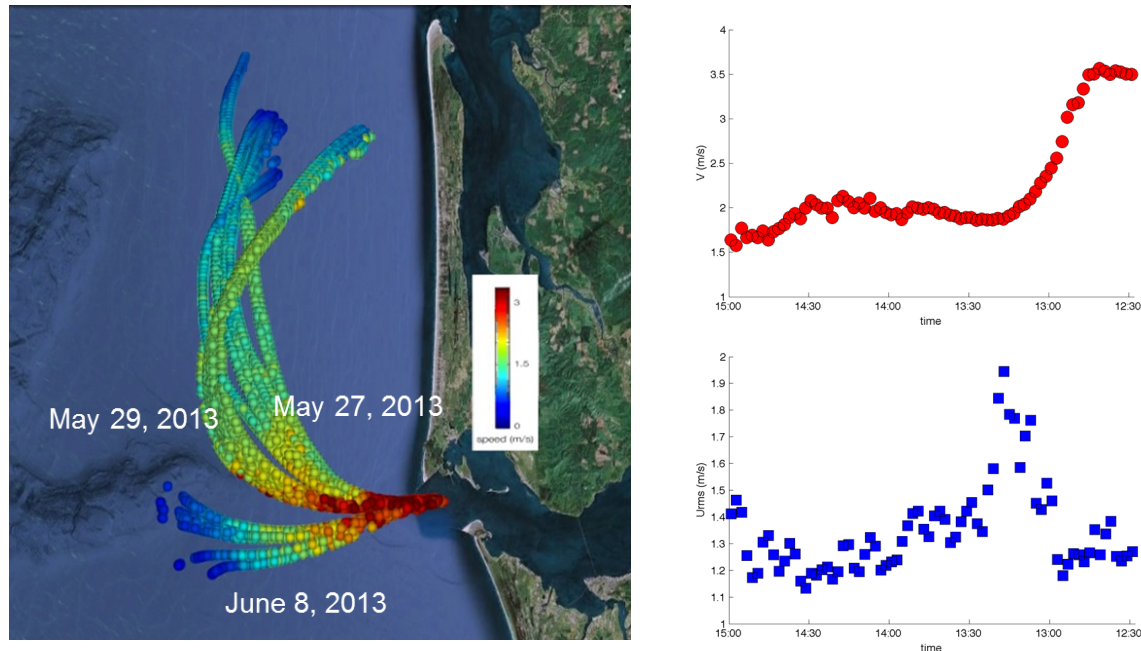 May 29, 2013
May 27, 2013
June 8, 2013
3
1.5
0
speed (m/s)
4
3.5
3
2.5
2
1.5
1
V (m/s)
15:00 14:30 14:00 13:30 13:00 12:30
time
2
1.9
1.8
1.7
1.6
1.5
1.4
1.3
1.2
1.1
1
Urms (m/s)
15:00 14:30 14:00 13:30 13:00 12:30
time